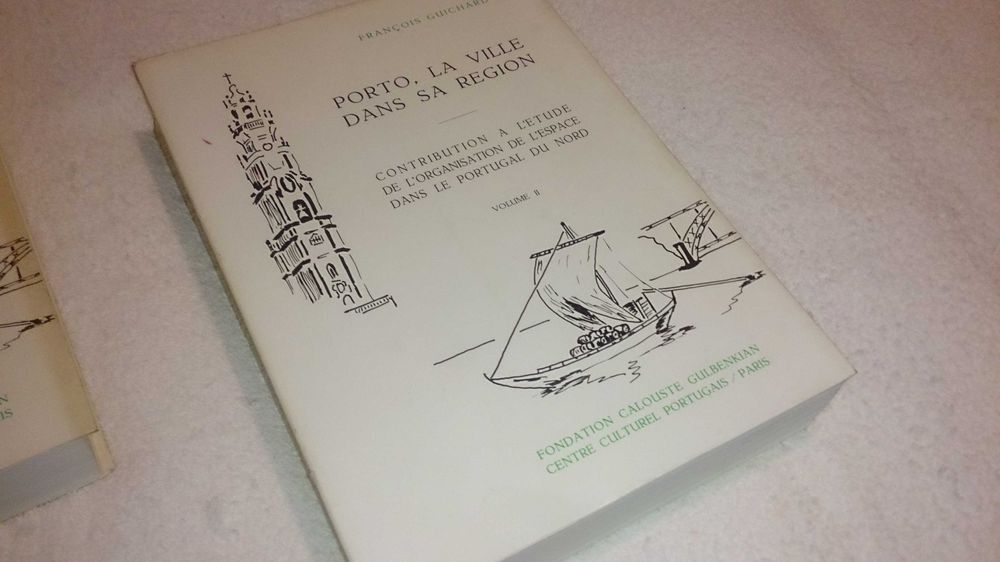 FRANÇOIS GUICHARD
PORTO, LA VILLE
DANS SA REGION
CONTRIBUTION A L'ETUDE
DE L'ORGANISATION DE L'ESPACE
DANS LE PORTUGAL DU NORD
VOLUME II
FONDATION CALOUSTE GULBENKIAN
CENTRE CULTUREL PORTUGAIS / PARIS